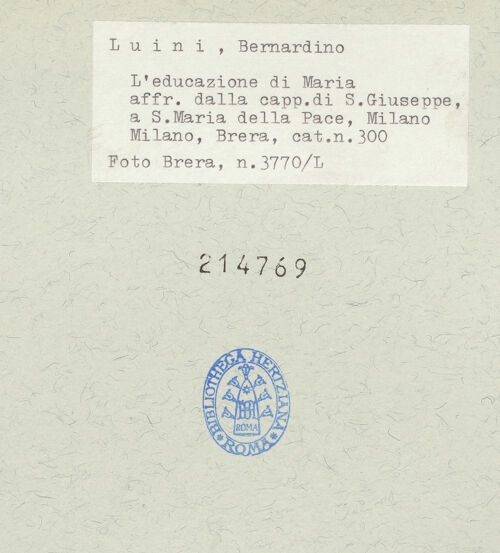 L u i n i , Bernardino
L'educazione di Maria
affr. dalla capp.di S.Giuseppe,
a S.Maria della Pace, Milano
Milano, Brera, cat.n.300
Foto Brera, n.3770/L
214769
BIBLIOTHECA HERTZIANA
ROMA
ROMA